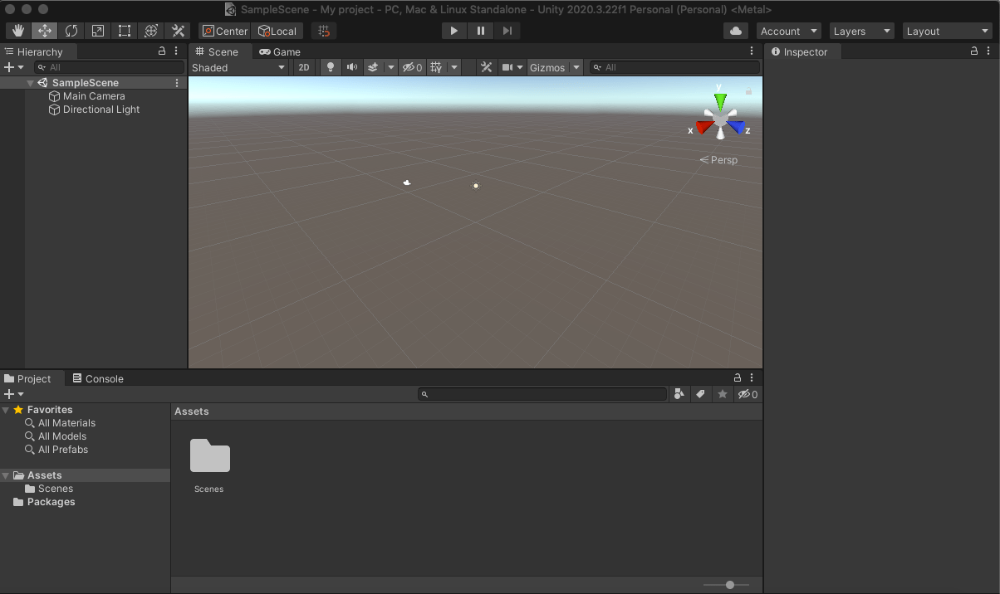 SampleScene - My project - PC, Mac & Linux Standalone - Unity 2020.3.22f1 Personal (Personal) <Metal>
Center Local Account Layers Layout
Hierarchy Scene Game Inspector
All Shaded 2D 0 Gizmos All
SampleScene
Main Camera
Directional Light
y
x z
Persp
Project Console
0
Favorites Assets
All Materials
All Models
All Prefabs
Assets
Scenes Scenes
Packages